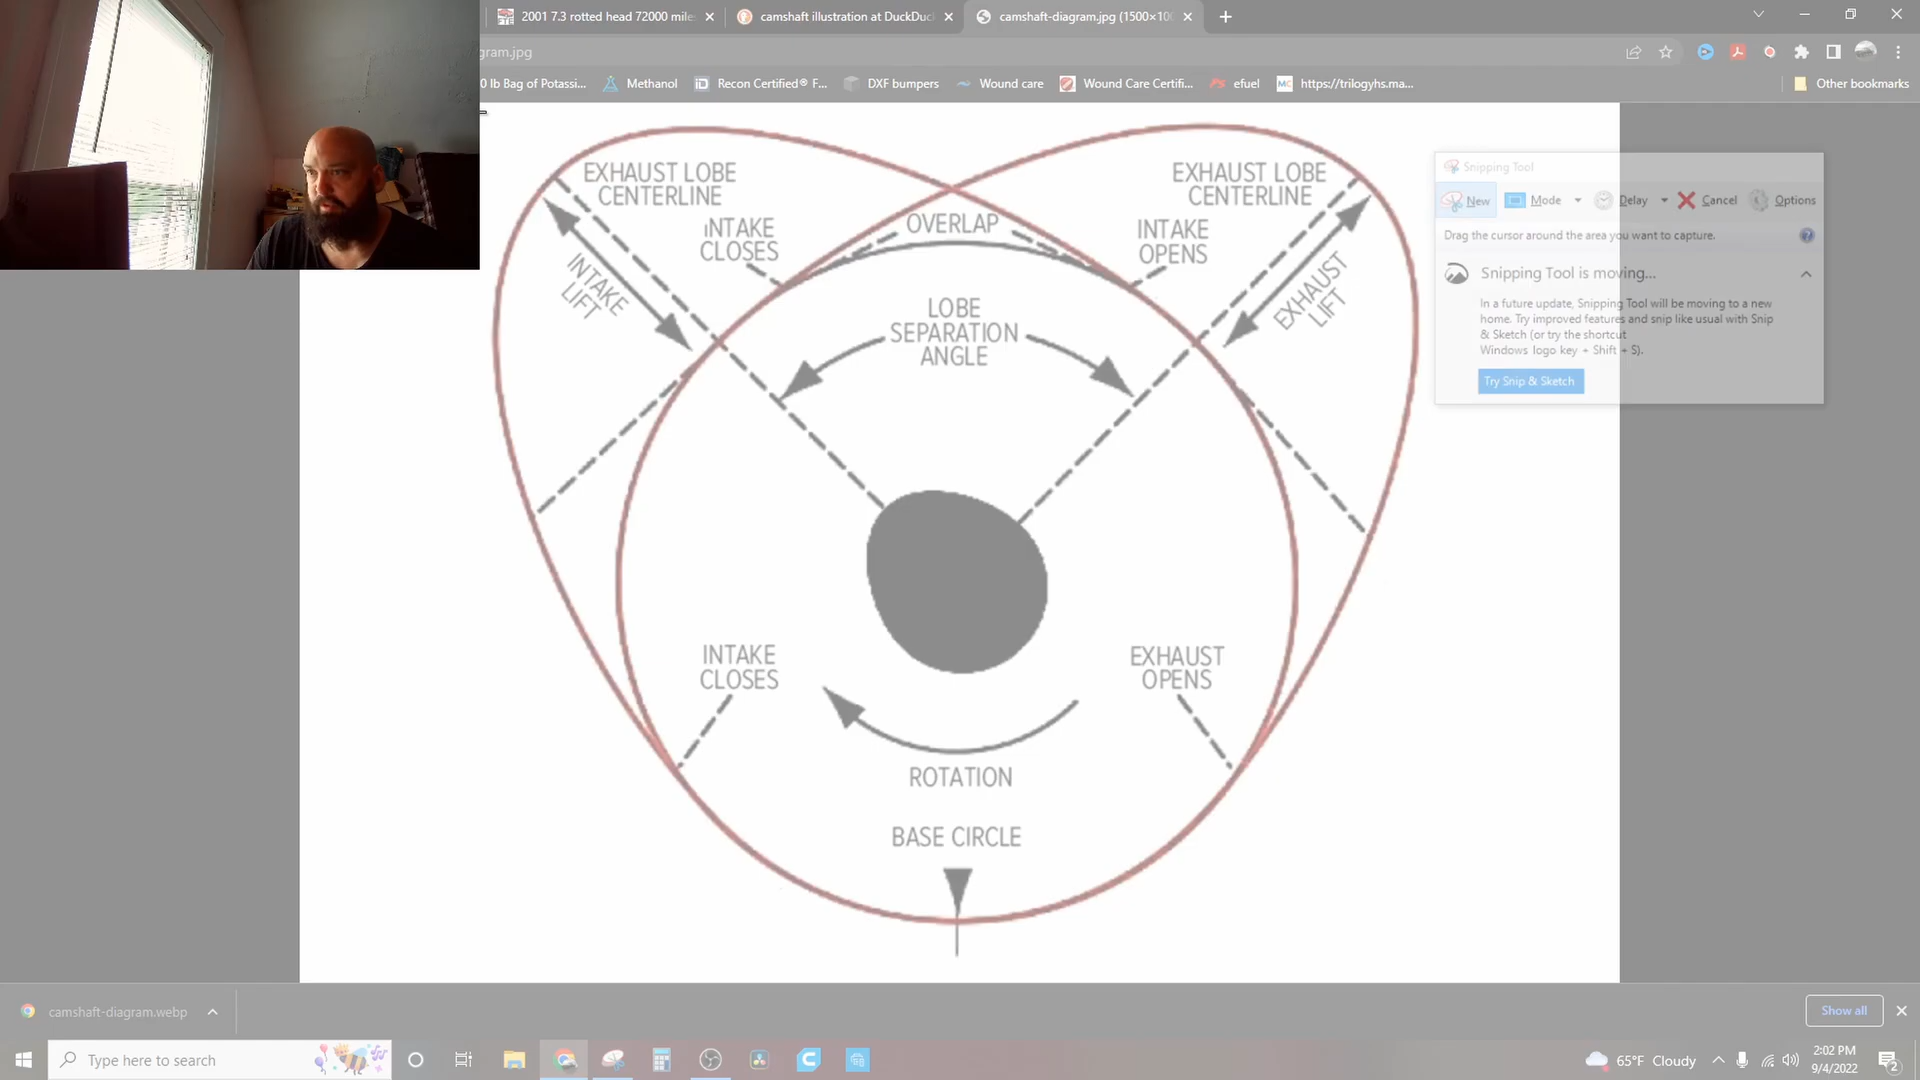 2001 7.3 rotted head 72000 mile
camshaft illustration at DuckDuc
camshaft-diagram.jpg (1500×10
gram.jpg
0 lb Bag of Potassi...
Methanol
Recon Certified® F...
DXF bumpers
Wound care
Wound Care Certifi...
efuel
https://trilogyhs.ma...
Other bookmarks
EXHAUST LOBE
CENTERLINE
INTAKE
CLOSES
INTAKE
LIFT
OVERLAP
LOBE
SEPARATION
ANGLE
EXHAUST LOBE
CENTERLINE
INTAKE
OPENS
EXHAUST
LIFT
Snipping Tool
New
Mode
Delay
Cancel
Options
Drag the cursor around the area you want to capture.
Snipping Tool is moving...
In a future update, Snipping Tool will be moving to a new
home. Try improved features and snip like usual with Snip
& Sketch (or try the shortcut
Windows logo key + Shift + S).
Try Snip & Sketch
INTAKE
CLOSES
EXHAUST
OPENS
ROTATION
BASE CIRCLE
camshaft-diagram.webp
Show all
Type here to search
65°F Cloudy
2:02 PM
9/4/2022
2